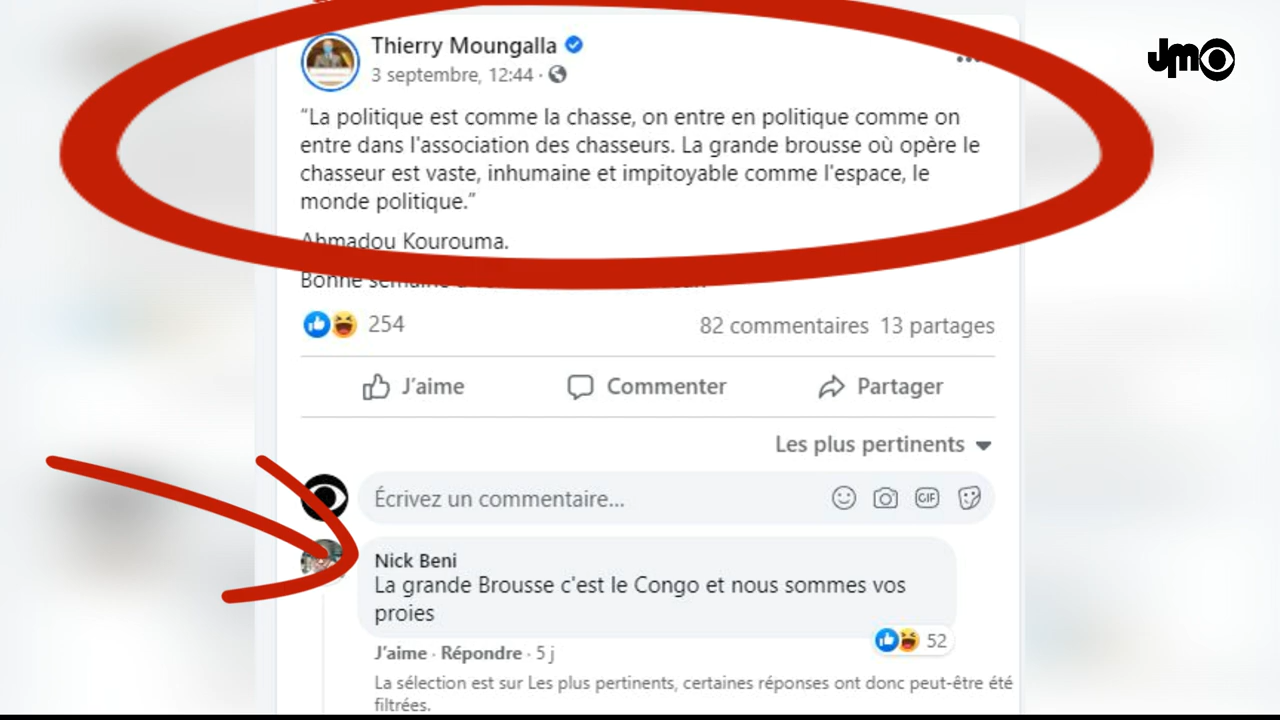 Thierry Moungalla
JMO
3 septembre, 12:44 ·
“La politique est comme la chasse, on entre en politique comme on
entre dans l'association des chasseurs. La grande brousse où opère le
chasseur est vaste, inhumaine et impitoyable comme l'espace, le
monde politique.”
Ahmadou Kourouma.
Bonne semaine
254
82 commentaires 13 partages
J’aime
Commenter
Partager
Les plus pertinents
Écrivez un commentaire...
GIF
Nick Beni
La grande Brousse c'est le Congo et nous sommes vos
proies
52
J’aime · Répondre · 5 j
La sélection est sur Les plus pertinents, certaines réponses ont donc peut-être été
filtrées.